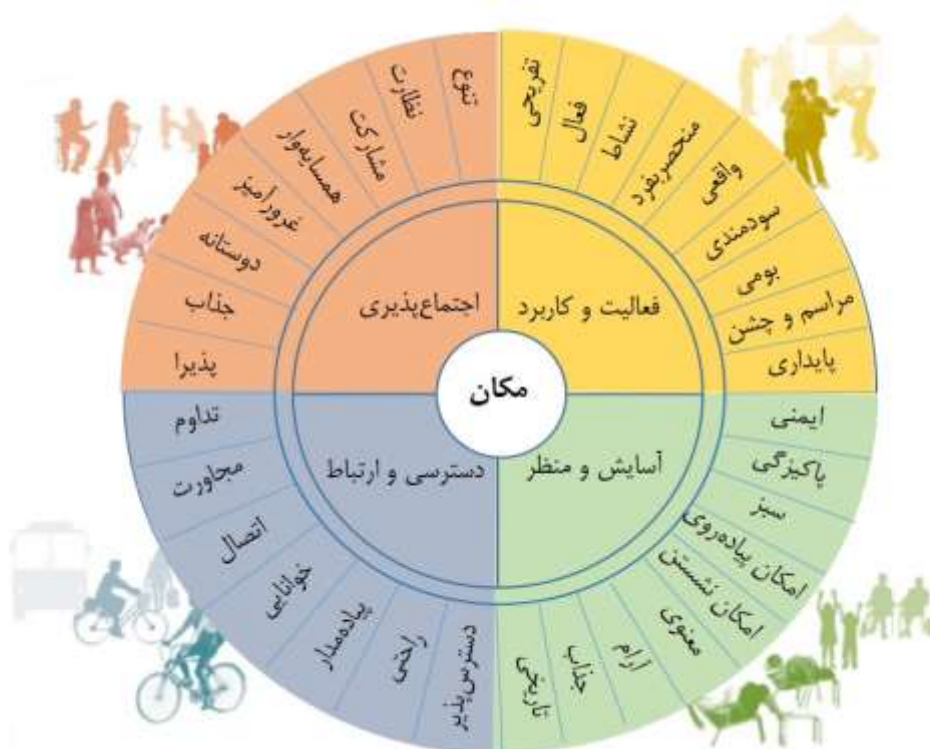 مکان
فعالیت و کاربرد
تفریحی
فعال
نشاط
منحصربفرد
واقعی
سودمندی
بومی
مراسم و جشن
پایداری
آسایش و منظر
ایمنی
پاکیزگی
سبز
امکان پیاده‌روی
امکان نشستن
معنوی
آرام
جذاب
تاریخی
دسترسی و ارتباط
دسترس‌پذیر
راحتی
پیاده‌مدار
خوانایی
اتصال
مجاورت
تداوم
اجتماع‌پذیری
پذیرا
جذاب
دوستانه
غرورآمیز
همسایه‌وار
مشارکت
نظارت
تنوع